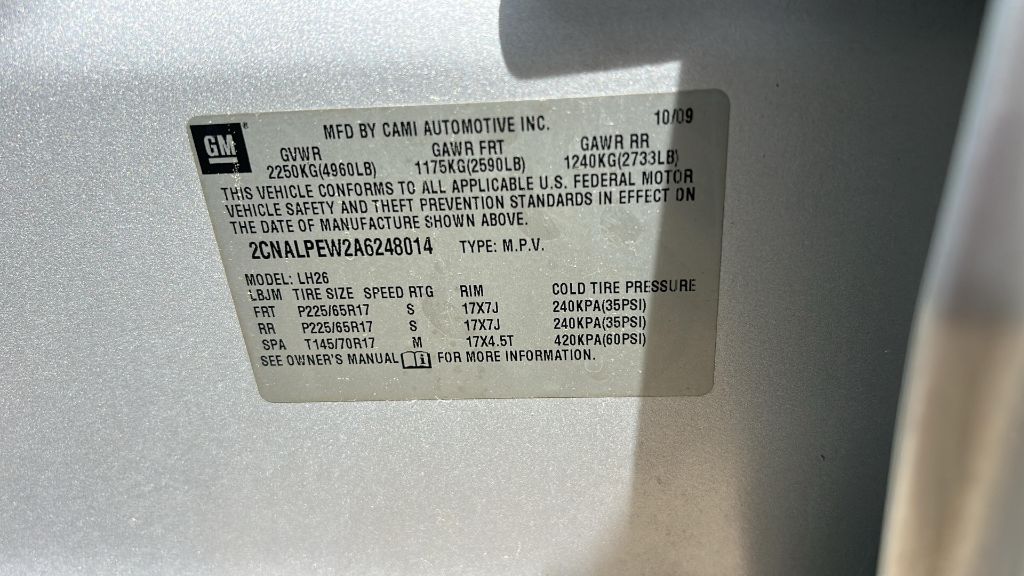 GM
MFD BY CAMI AUTOMOTIVE INC. 10/09
GVWR GAWR FRT GAWR RR
2250KG(4960LB) 1175KG(2590LB) 1240KG(2733LB)
THIS VEHICLE CONFORMS TO ALL APPLICABLE U.S. FEDERAL MOTOR
VEHICLE SAFETY AND THEFT PREVENTION STANDARDS IN EFFECT ON
THE DATE OF MANUFACTURE SHOWN ABOVE.
2CNALPEW2A6248014 TYPE: M.P.V.
MODEL: LH26
LBJM TIRE SIZE SPEED RTG RIM COLD TIRE PRESSURE
FRT P225/65R17 S 17X7J 240KPA(35PSI)
RR P225/65R17 S 17X7J 240KPA(35PSI)
SPA T145/70R17 M 17X4.5T 420KPA(60PSI)
SEE OWNER'S MANUAL FOR MORE INFORMATION.